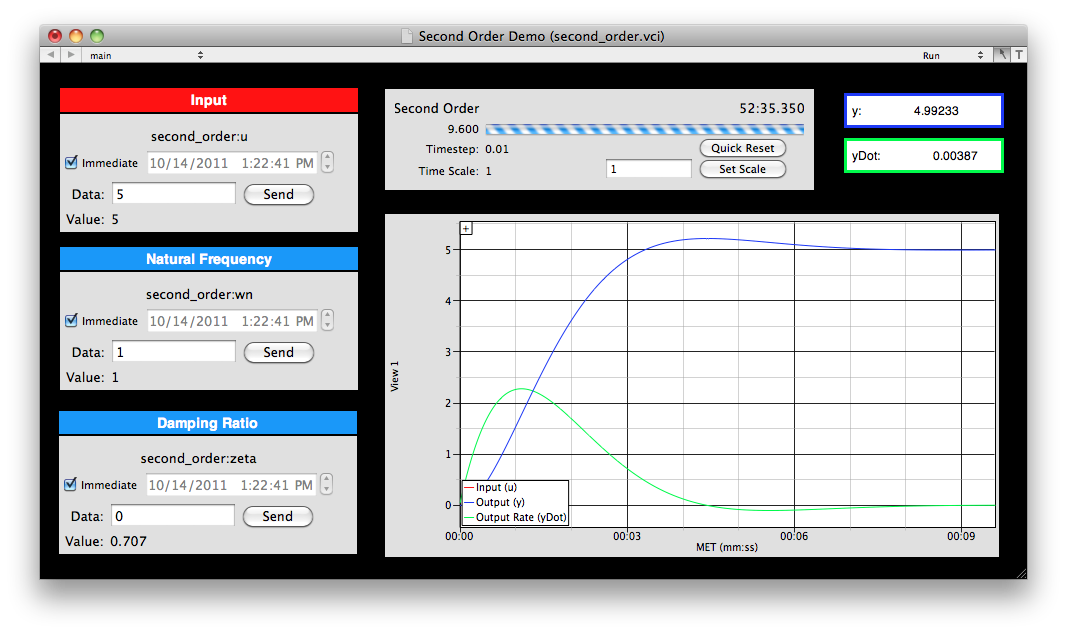 Second Order Demo (second_order.vci)
main
Run
T
Input
second_order:u
Immediate 10/14/2011 1:22:41 PM
Data: 5 Send
Value: 5
Natural Frequency
second_order:wn
Immediate 10/14/2011 1:22:41 PM
Data: 1 Send
Value: 1
Damping Ratio
second_order:zeta
Immediate 10/14/2011 1:22:41 PM
Data: 0 Send
Value: 0.707
Second Order 52:35.350
9.600
Timestep: 0.01 Quick Reset
Time Scale: 1 1 Set Scale
y: 4.99233
yDot: 0.00387
+
5
4
3
2
1
0
View 1
Input (u)
Output (y)
Output Rate (yDot)
00:00 00:03 00:06 00:09
MET (mm:ss)